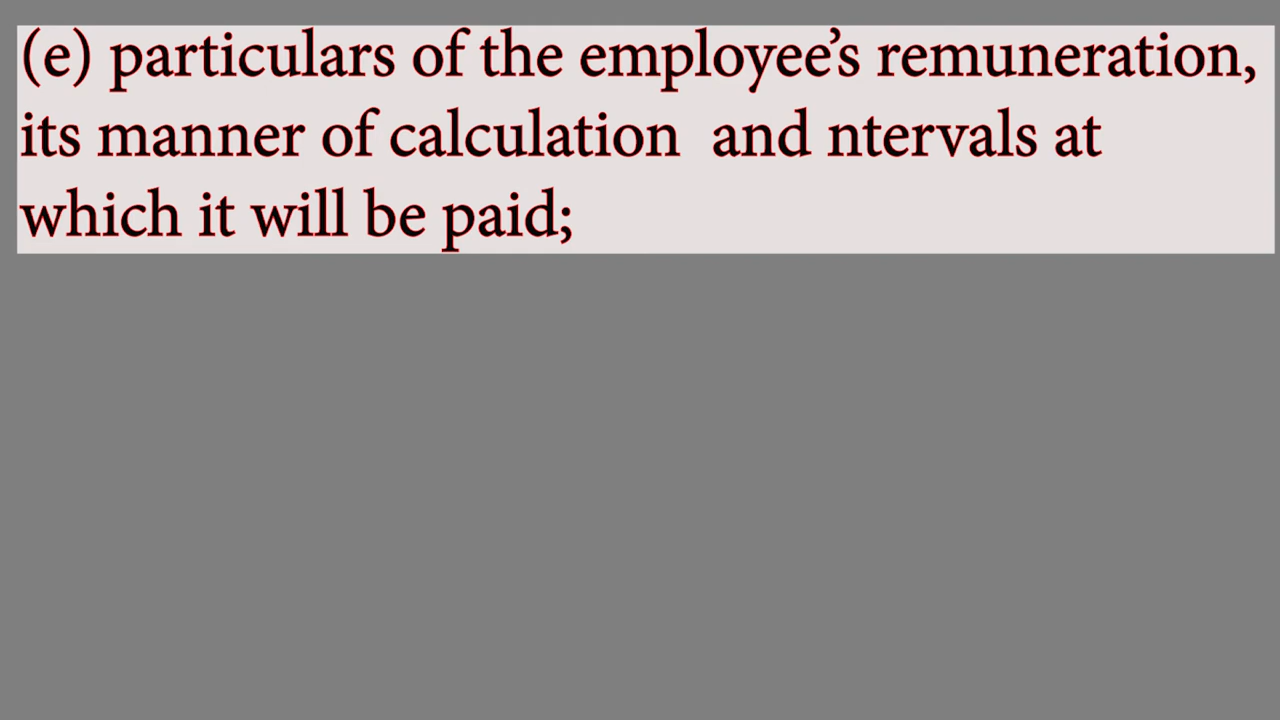 (e) particulars of the employee’s remuneration,
its manner of calculation  and ntervals at
which it will be paid;